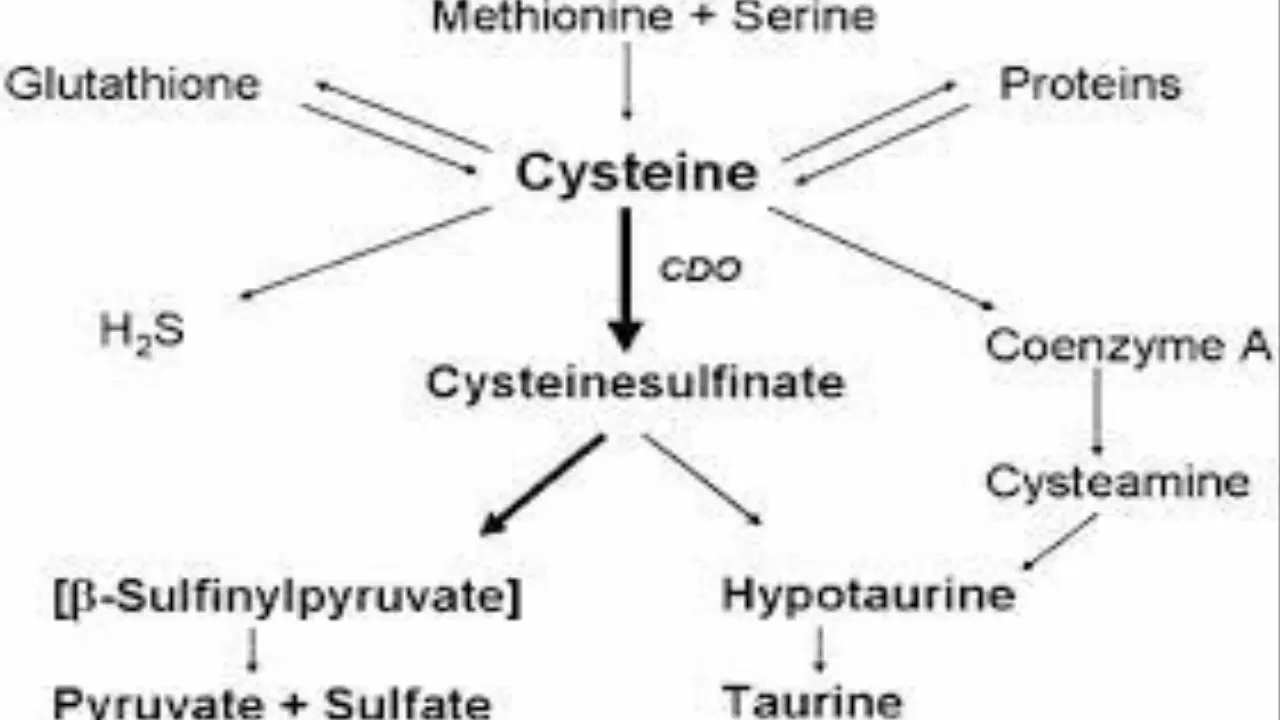 Methionine + Serine
Glutathione
Proteins
Cysteine
CDO
H₂S
Coenzyme A
Cysteinesulfinate
Cysteamine
[β-Sulfinylpyruvate]
Hypotaurine
Pyruvate + Sulfate
Taurine